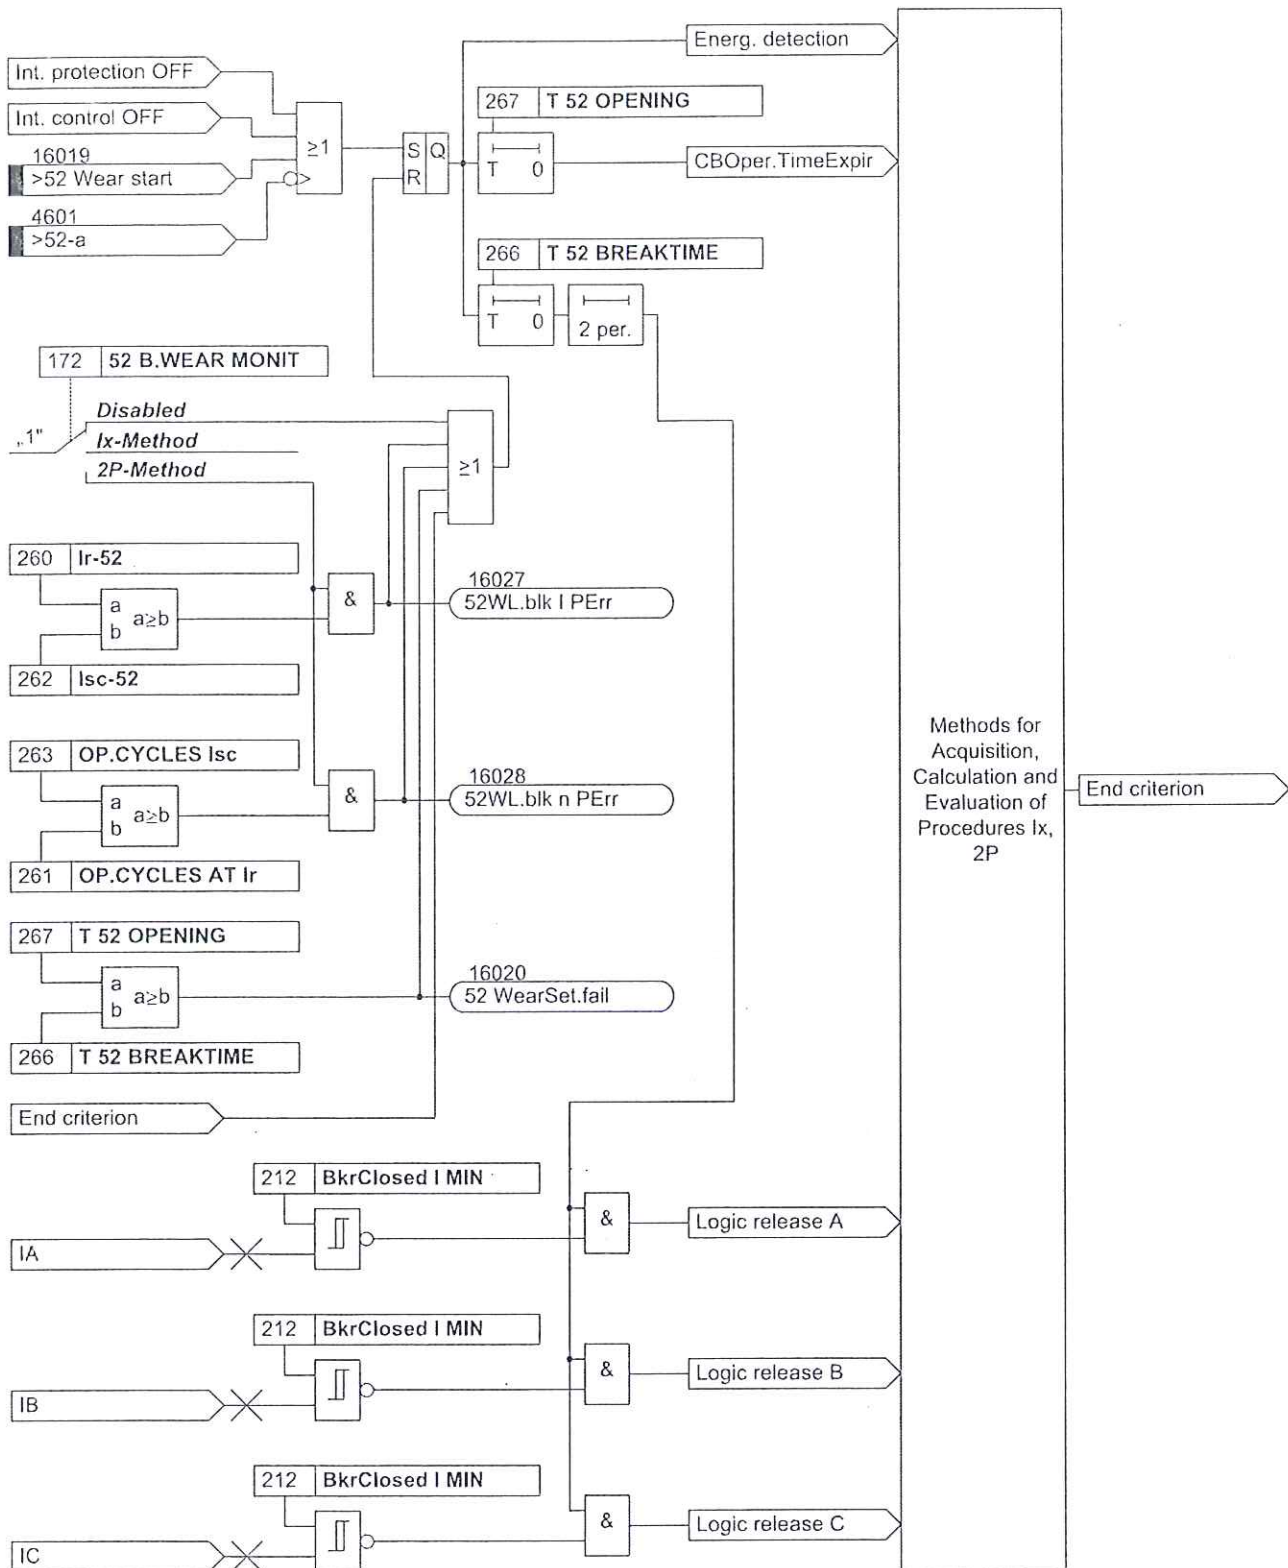 Energ. detection
Int. protection OFF
267 T 52 OPENING
Int. control OFF
≥1
S Q
R
T 0
CBOper.TimeExpir
16019
>52 Wear start
4601
>52-a
266 T 52 BREAKTIME
T 0
2 per.
172 52 B.WEAR MONIT
Disabled
„1"
Ix-Method
2P-Method
≥1
260 Ir-52
a
b
a≥b
&
16027
52WL.blk I PErr
262 Isc-52
263 OP.CYCLES Isc
a
b
a≥b
&
16028
52WL.blk n PErr
261 OP.CYCLES AT Ir
Methods for
Acquisition,
Calculation and
Evaluation of
Procedures Ix,
2P
End criterion
267 T 52 OPENING
a
b
a≥b
16020
52 WearSet.fail
266 T 52 BREAKTIME
End criterion
212 BkrClosed I MIN
&
Logic release A
IA
212 BkrClosed I MIN
&
Logic release B
IB
212 BkrClosed I MIN
&
Logic release C
IC